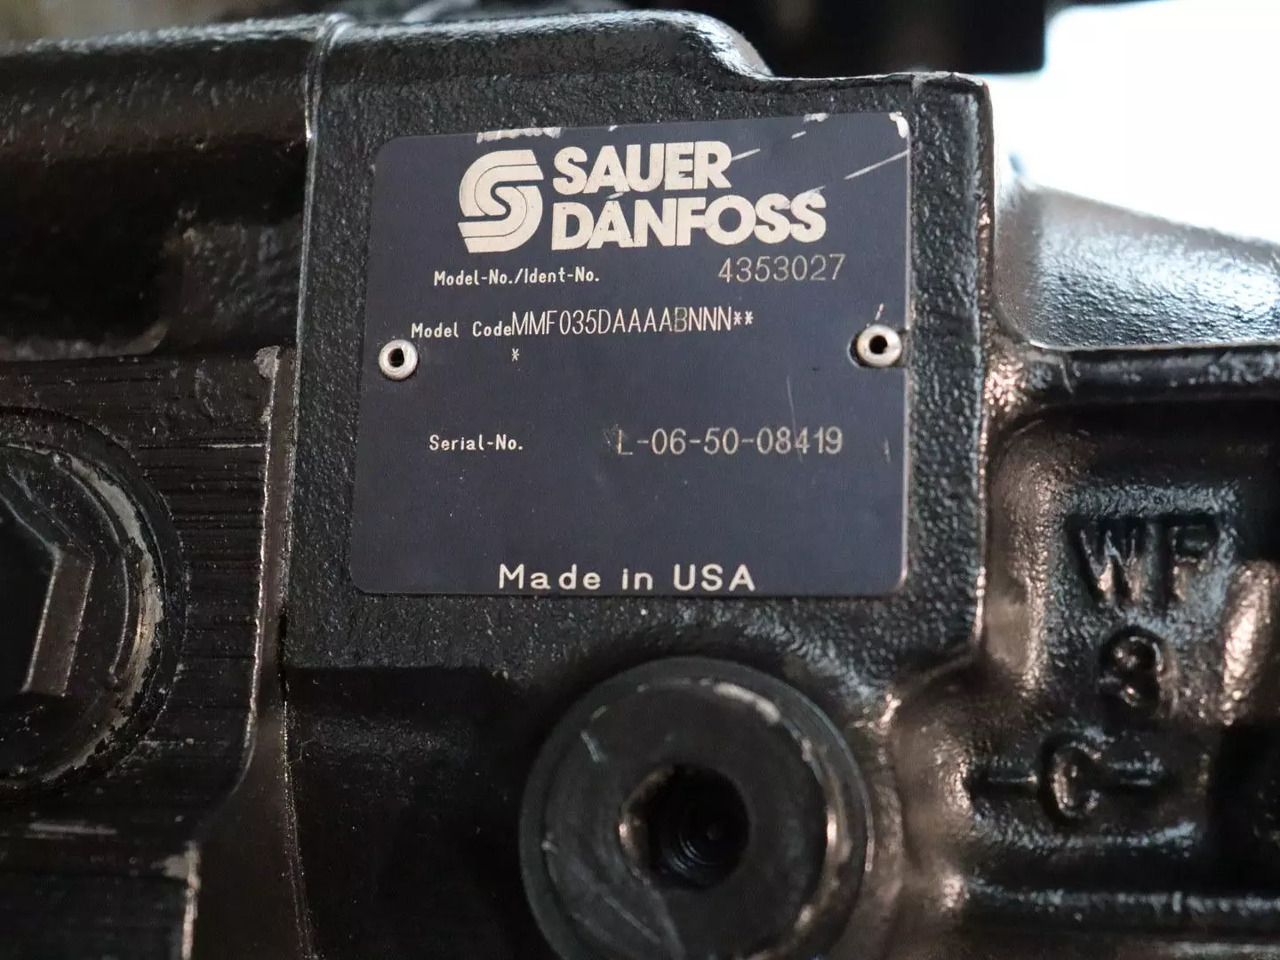 SAUER
DANFOSS
Model-No./Ident-No. 4353027
Model Code MMF035DAAAABNNN**
*
Serial-No. L-06-50-08419
Made in USA
WP
9
-C-